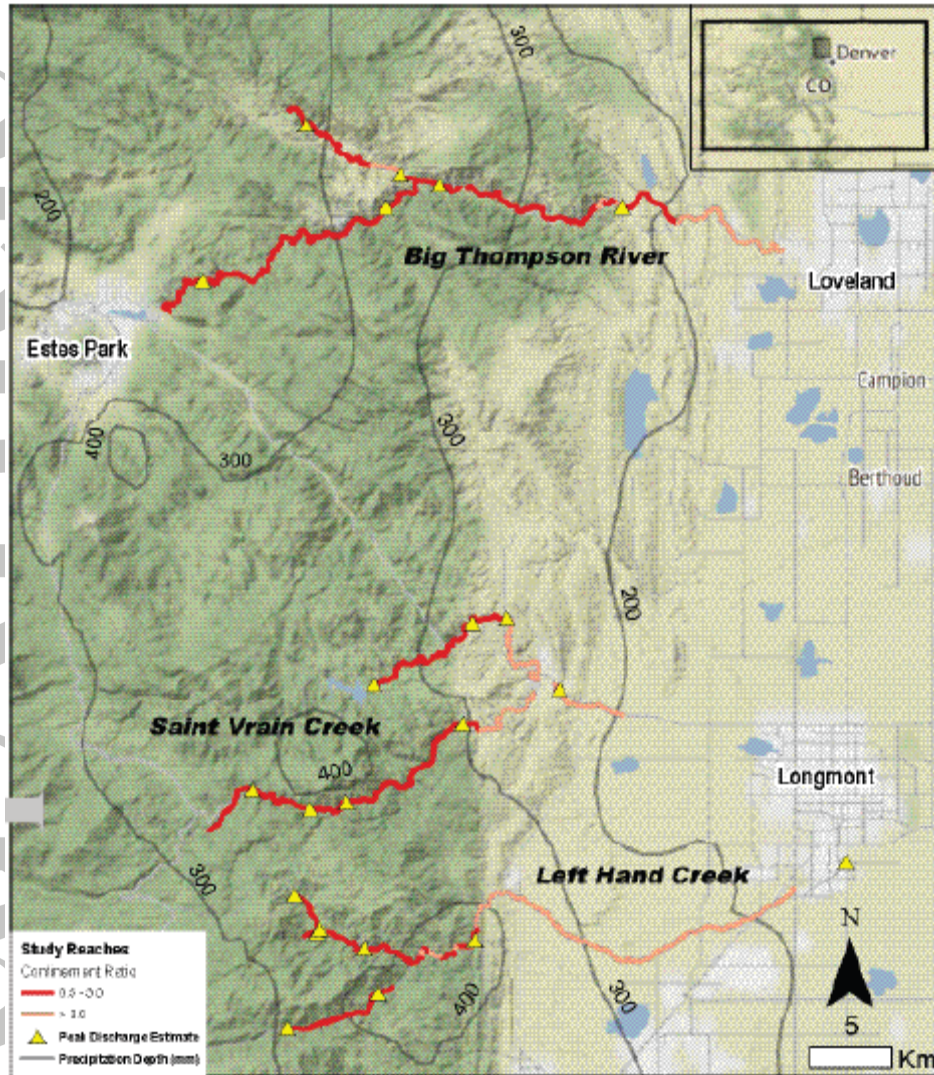 300
Denver
CO
200
Big Thompson River
Loveland
Estes Park
Campion
400
300
300
Berthoud
200
Saint Vrain Creek
400
Longmont
Left Hand Creek
300
N
400
300
5
Km
Study Reaches
Confinement Ratio
Peak Discharge Estimate
Precipitation Depth (mm)